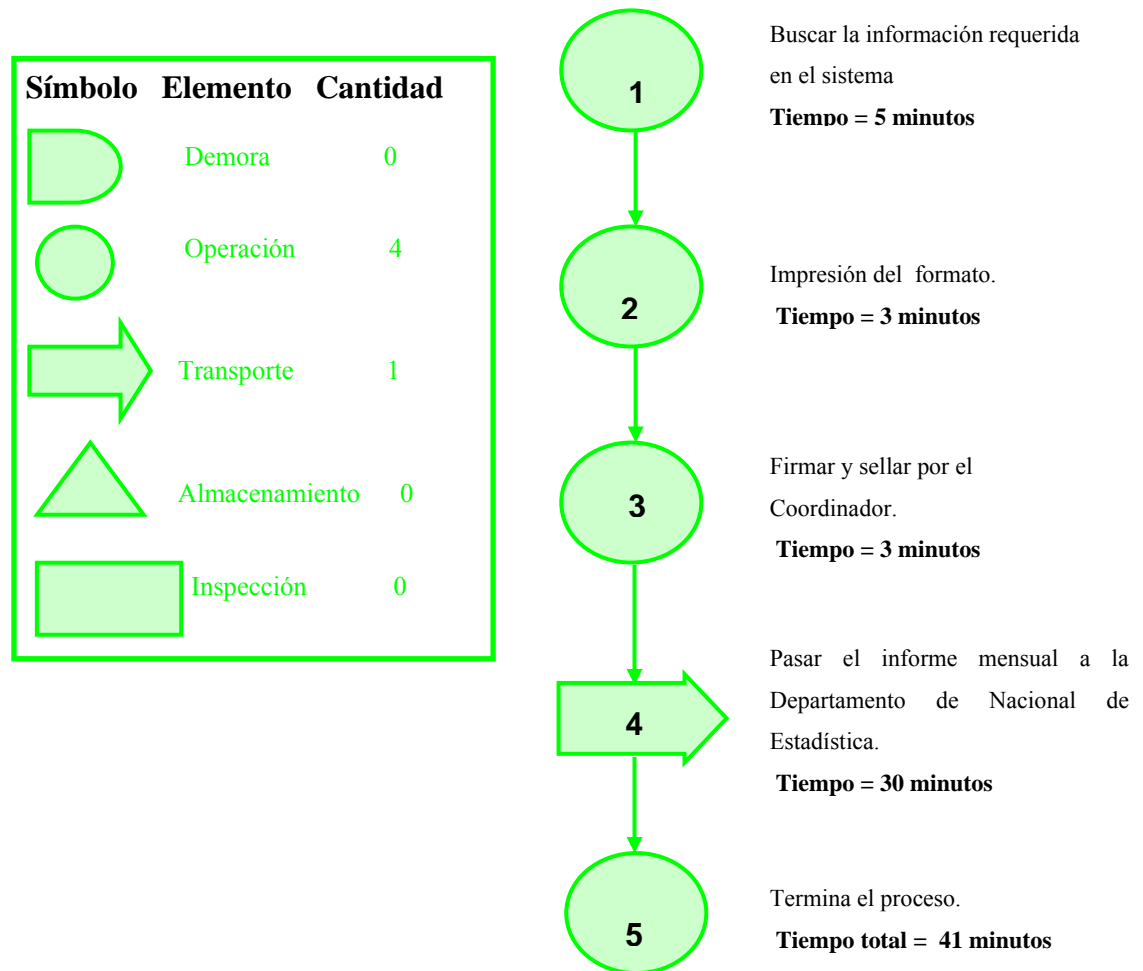 Símbolo Elemento Cantidad
Demora 0
Operación 4
Transporte 1
Almacenamiento 0
Inspección 0
1
Buscar la información requerida
en el sistema
Tiempo = 5 minutos
2
Impresión del formato.
Tiempo = 3 minutos
3
Firmar y sellar por el
Coordinador.
Tiempo = 3 minutos
4
Pasar el informe mensual a la
Departamento de Nacional de
Estadística.
Tiempo = 30 minutos
5
Termina el proceso.
Tiempo total = 41 minutos